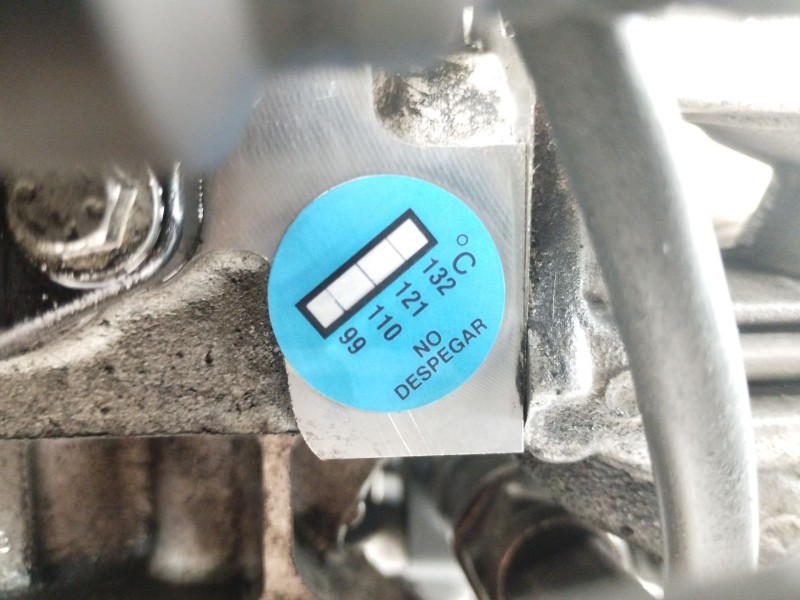 °C
99 110 121 132
NO
DESPEGAR